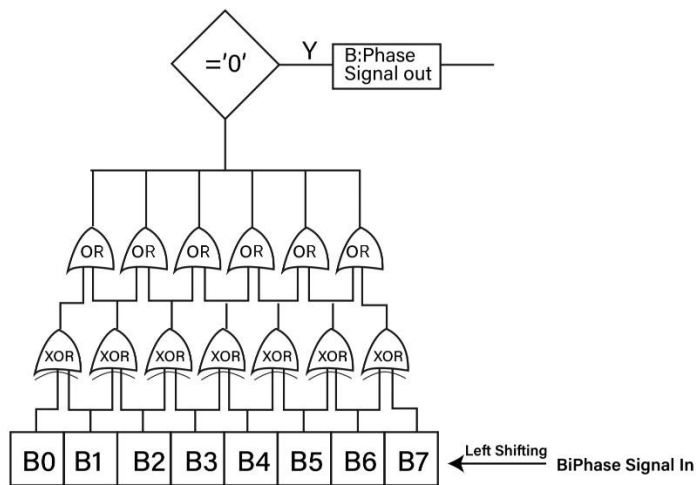 ='0'
Y
B:Phase
Signal out
OR OR OR OR OR OR
XOR XOR XOR XOR XOR XOR XOR
B0 B1 B2 B3 B4 B5 B6 B7
Left Shifting
BiPhase Signal In